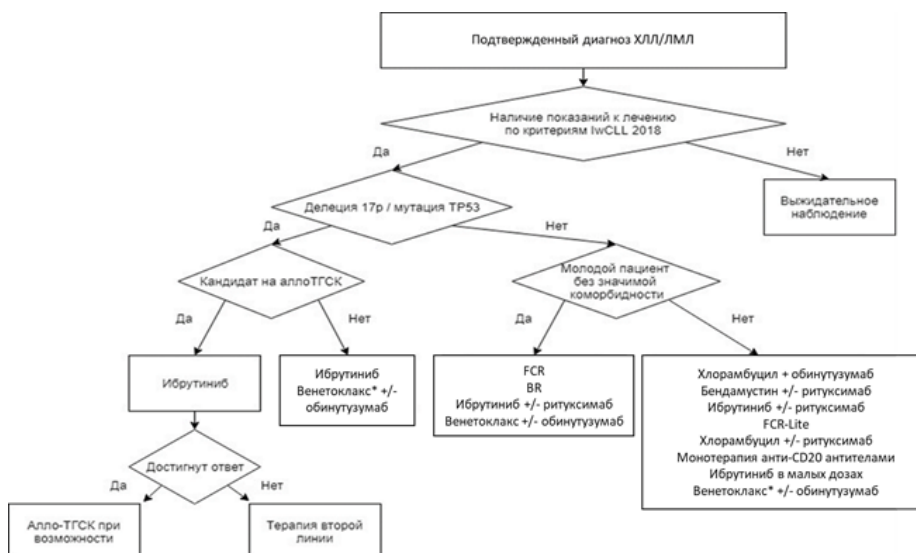 Подтвержденный диагноз ХЛЛ/ЛМЛ
Наличие показаний к лечению
по критериям IwCLL 2018
Да
Нет
Делеция 17p / мутация TP53
Выжидательное
наблюдение
Да
Нет
Кандидат на аллоТГСК
Молодой пациент
без значимой
коморбидности
Да
Нет
Да
Нет
Ибрутиниб
Ибрутиниб
Венетоклакс* +/-
обинутузумаб
FCR
BR
Ибрутиниб +/- ритуксимаб
Венетоклакс +/- обинутузумаб
Хлорамбуцил + обинутузумаб
Бендамустин +/- ритуксимаб
Ибрутиниб +/- ритуксимаб
FCR-Lite
Хлорамбуцил +/- ритуксимаб
Монотерапия анти-CD20 антителами
Ибрутиниб в малых дозах
Венетоклакс* +/- обинутузумаб
Достигнут ответ
Да
Нет
Алло-ТГСК при
возможности
Терапия второй
линии